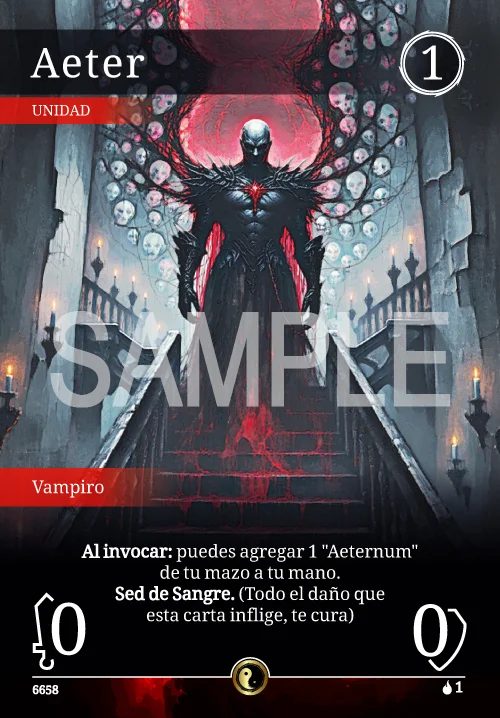 Aeter
1
UNIDAD
SAMPLE
Vampiro
Al invocar: puedes agregar 1 "Aeternum"
de tu mazo a tu mano.
Sed de Sangre. (Todo el daño que
esta carta inflige, te cura)
0
0
6658
1